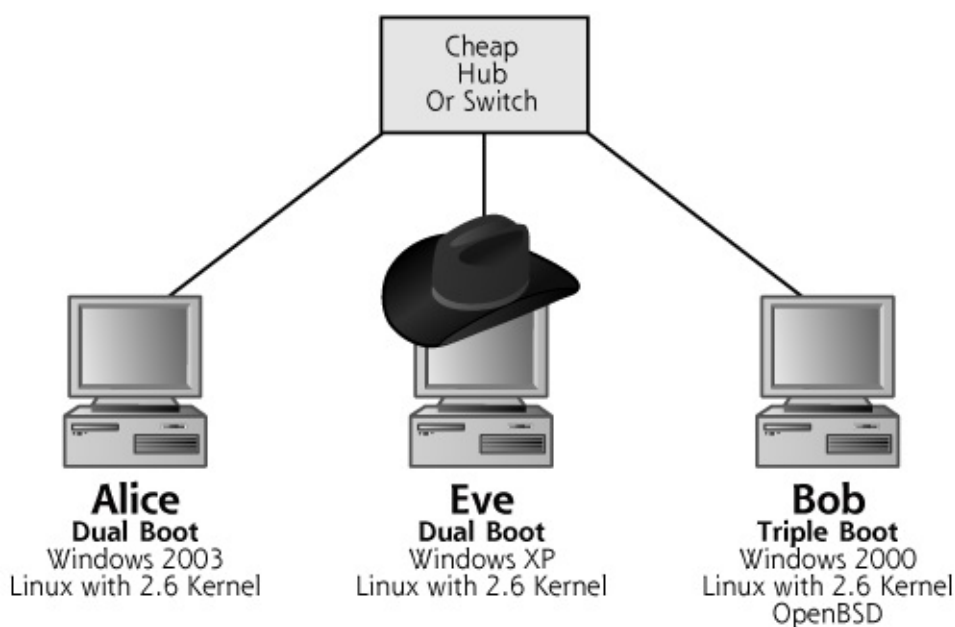 Cheap
Hub
Or Switch
Alice
Dual Boot
Windows 2003
Linux with 2.6 Kernel
Eve
Dual Boot
Windows XP
Linux with 2.6 Kernel
Bob
Triple Boot
Windows 2000
Linux with 2.6 Kernel
OpenBSD